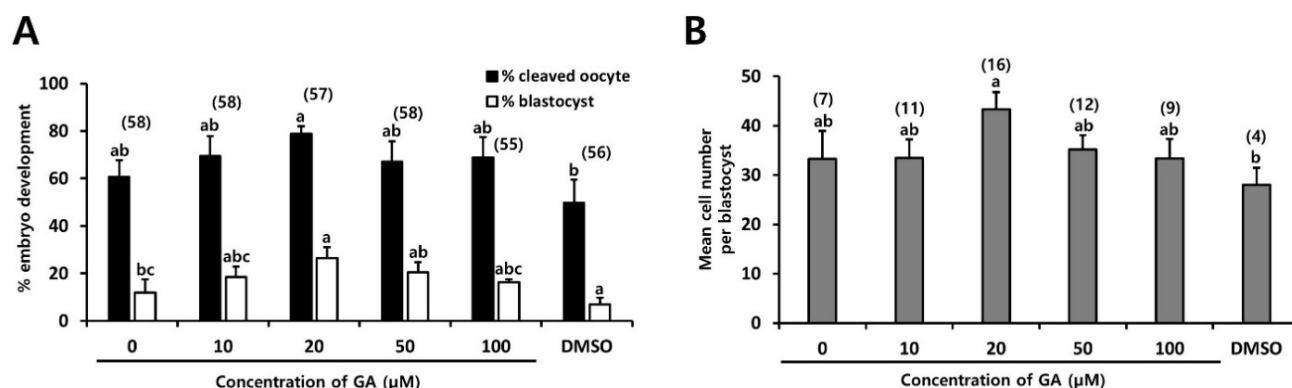 A
% embryo development
100
80
60
40
20
0
% cleaved oocyte
% blastocyst
(58)
(58)
(57)
(58)
(55)
(56)
ab
ab
a
ab
ab
b
bc
abc
a
ab
abc
a
0 10 20 50 100 DMSO
Concentration of GA (μM)
B
Mean cell number
per blastocyst
50
40
30
20
10
0
(7)
(11)
(16)
(12)
(9)
(4)
ab
ab
a
ab
ab
b
0 10 20 50 100 DMSO
Concentration of GA (μM)